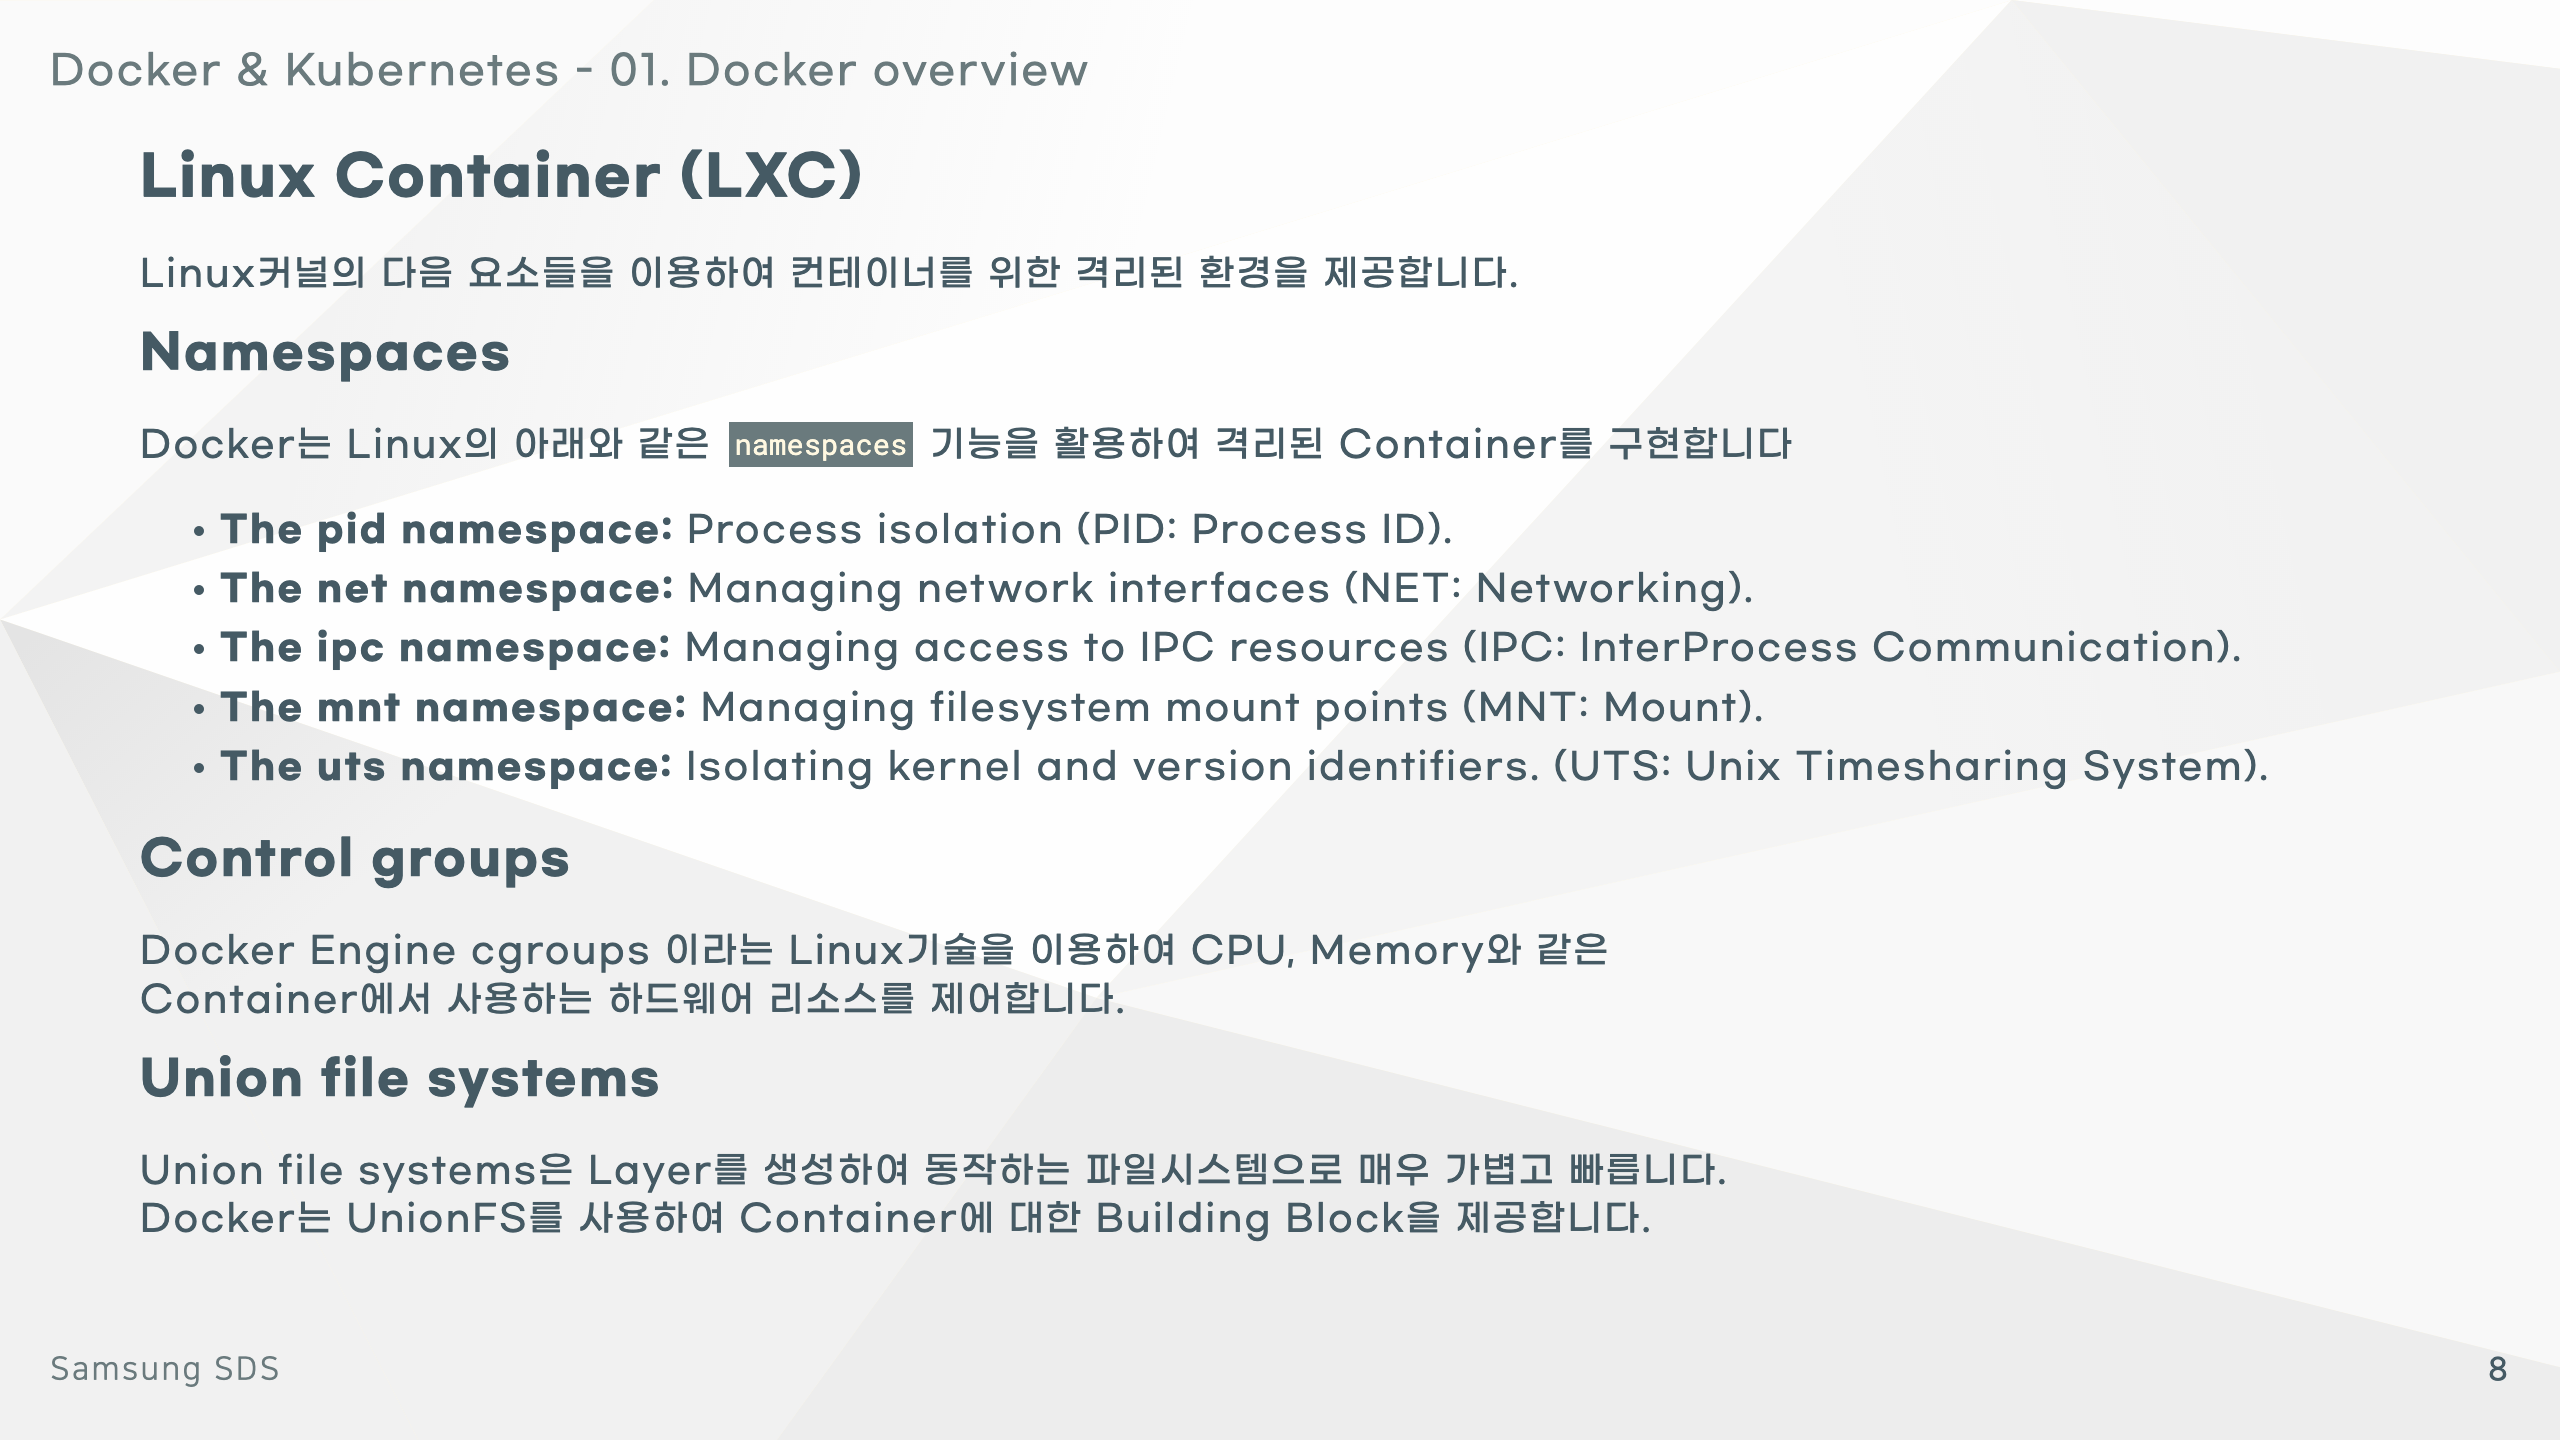 Docker & Kubernetes - 01. Docker overview
Linux Container (LXC)
Linux커널의 다음 요소들을 이용하여 컨테이너를 위한 격리된 환경을 제공합니다.
Namespaces
Docker는 Linux의 아래와 같은 namespaces 기능을 활용하여 격리된 Container를 구현합니다
• The pid namespace: Process isolation (PID: Process ID).
• The net namespace: Managing network interfaces (NET: Networking).
• The ipc namespace: Managing access to IPC resources (IPC: InterProcess Communication).
• The mnt namespace: Managing filesystem mount points (MNT: Mount).
• The uts namespace: Isolating kernel and version identifiers. (UTS: Unix Timesharing System).
Control groups
Docker Engine cgroups 이라는 Linux기술을 이용하여 CPU, Memory와 같은
Container에서 사용하는 하드웨어 리소스를 제어합니다.
Union file systems
Union file systems은 Layer를 생성하여 동작하는 파일시스템으로 매우 가볍고 빠릅니다.
Docker는 UnionFS를 사용하여 Container에 대한 Building Block을 제공합니다.
Samsung SDS
8